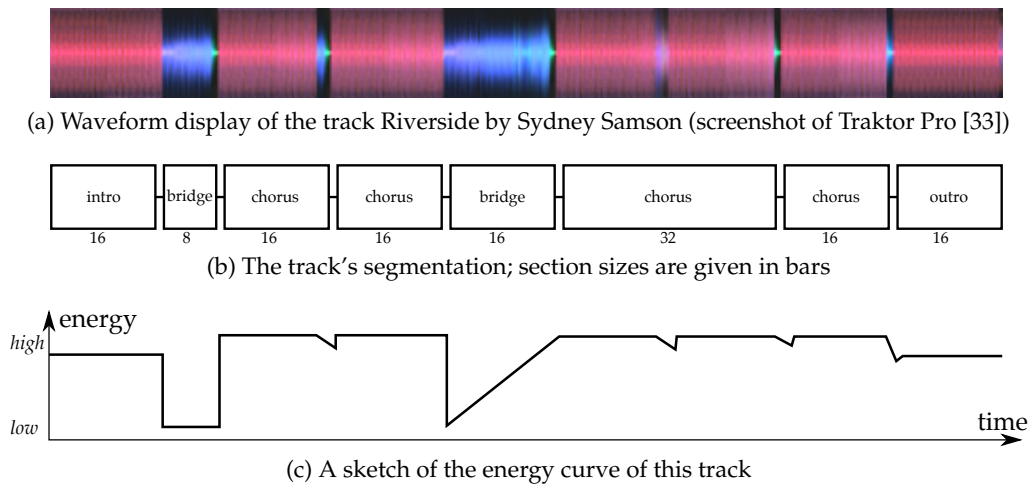 (a) Waveform display of the track Riverside by Sydney Samson (screenshot of Traktor Pro [33])
intro bridge chorus chorus bridge chorus chorus outro
16 8 16 16 16 32 16 16
(b) The track's segmentation; section sizes are given in bars
energy
high
low
time
(c) A sketch of the energy curve of this track